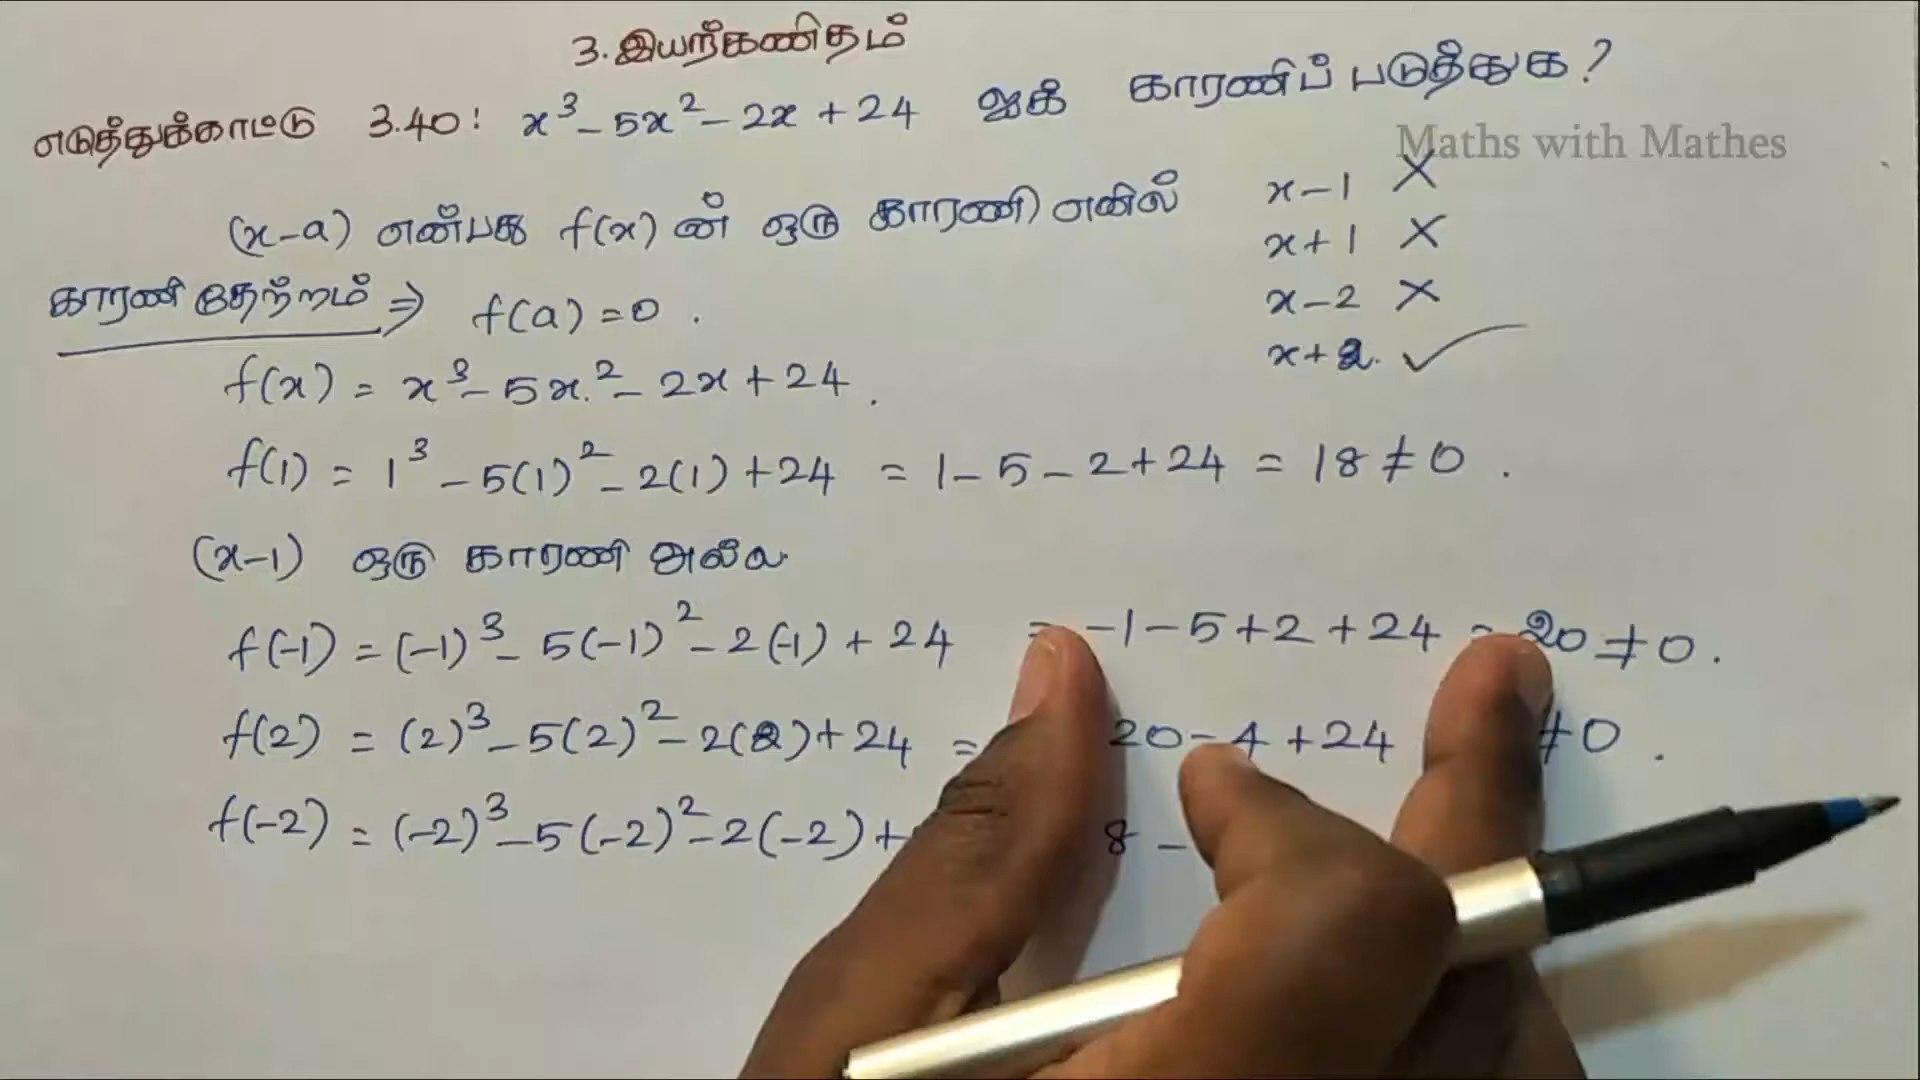 3. இயற்கணிதம்
எடுத்துக்காட்டு 3.40: x³ - 5x² - 2x + 24 ஐக் காரணிப் படுத்துக?
Maths with Mathes
(x-a) என்பது f(x) ன் ஒரு காரணி எனில்
காரணி தேற்றம் ⇒ f(a) = 0 .
x-1 ×
x+1 ×
x-2 ×
x+2. ✓
f(x) = x³ - 5x² - 2x + 24 .
f(1) = 1³ - 5(1)² - 2(1) + 24 = 1 - 5 - 2 + 24 = 18 ≠ 0 .
(x-1) ஒரு காரணி அல்ல
f(-1) = (-1)³ - 5(-1)² - 2(-1) + 24 = -1 - 5 + 2 + 24 = 20 ≠ 0 .
f(2) = (2)³ - 5(2)² - 2(2) + 24 = 20 - 4 + 24 ≠ 0 .
f(-2) = (-2)³ - 5(-2)² - 2(-2) + 8 -